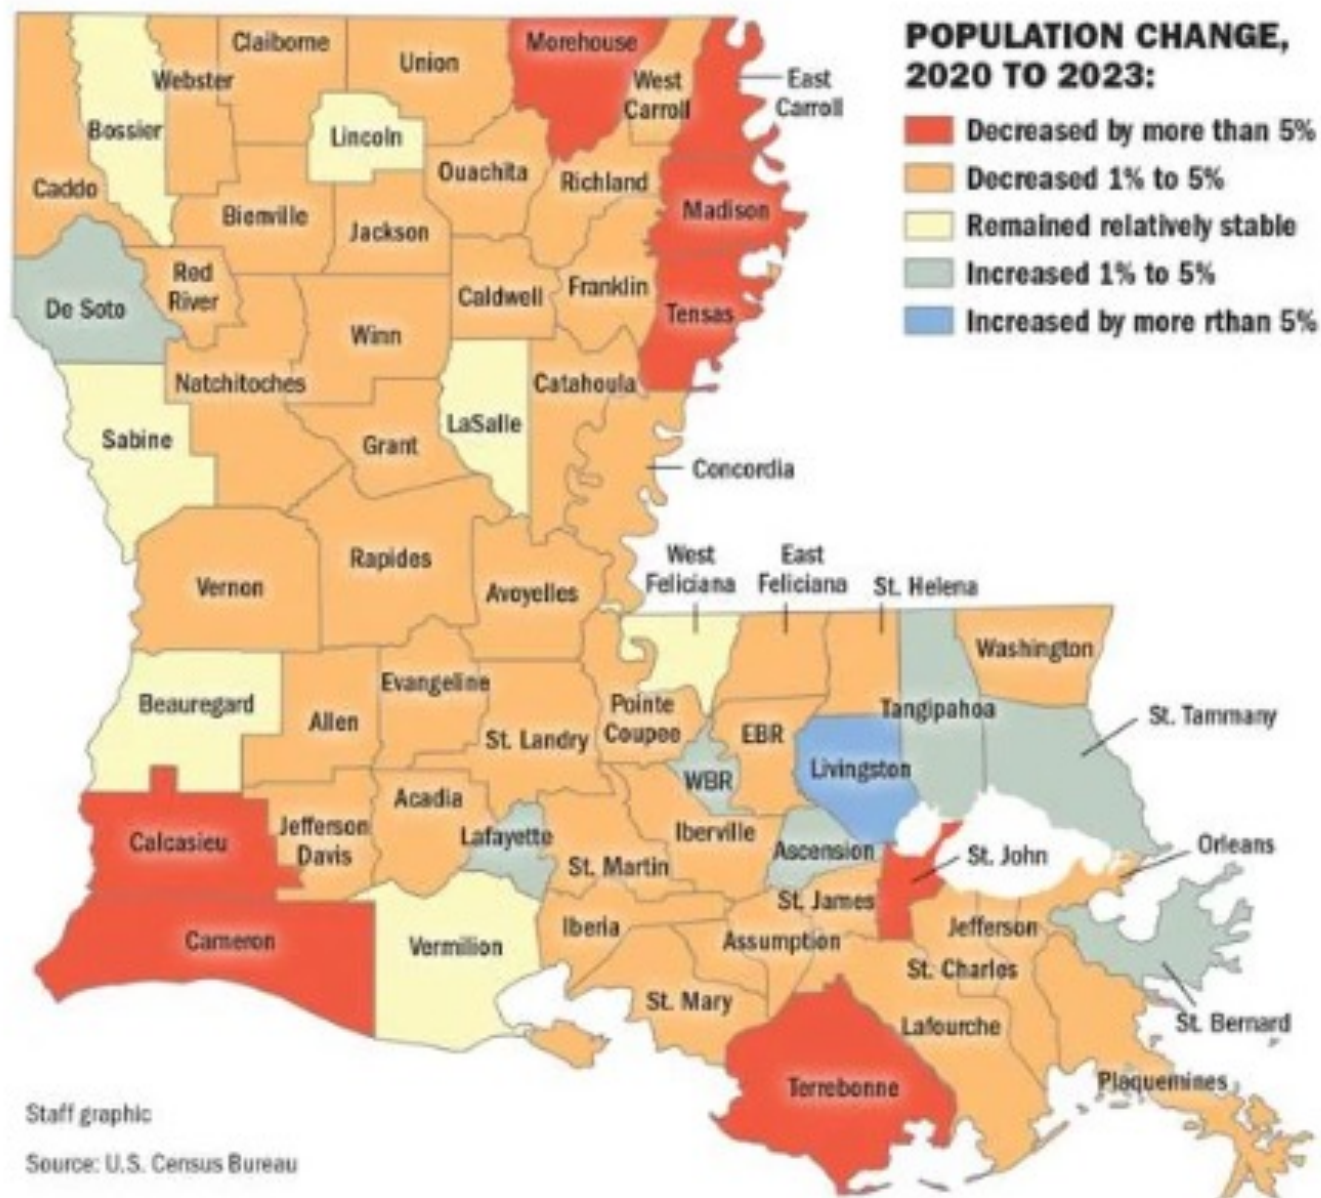 POPULATION CHANGE,
2020 TO 2023:
Decreased by more than 5%
Decreased 1% to 5%
Remained relatively stable
Increased 1% to 5%
Increased by more rthan 5%
Claiborne
Union
Morehouse
West
Carroll
East
Carroll
Webster
Bossier
Lincoln
Caddo
Ouachita
Richland
Madison
Bienville
Jackson
Red
River
De Soto
Caldwell
Franklin
Tensas
Winn
Natchitoches
Catahoula
Sabine
Grant
LaSalle
Concordia
Vernon
Rapides
Avoyelles
West
Feliciana
East
Feliciana
St. Helena
Washington
Beauregard
Allen
Evangeline
St. Landry
Pointe
Coupee
EBR
Tangipahoa
St. Tammany
WBR
Livingston
Calcasieu
Jefferson
Davis
Acadia
Lafayette
St. Martin
Iberville
Ascension
St. John
Orleans
St. James
Cameron
Vermilion
Iberia
Assumption
Jefferson
St. Charles
St. Mary
Lafourche
St. Bernard
Terrebonne
Plaquemines
Staff graphic
Source: U.S. Census Bureau